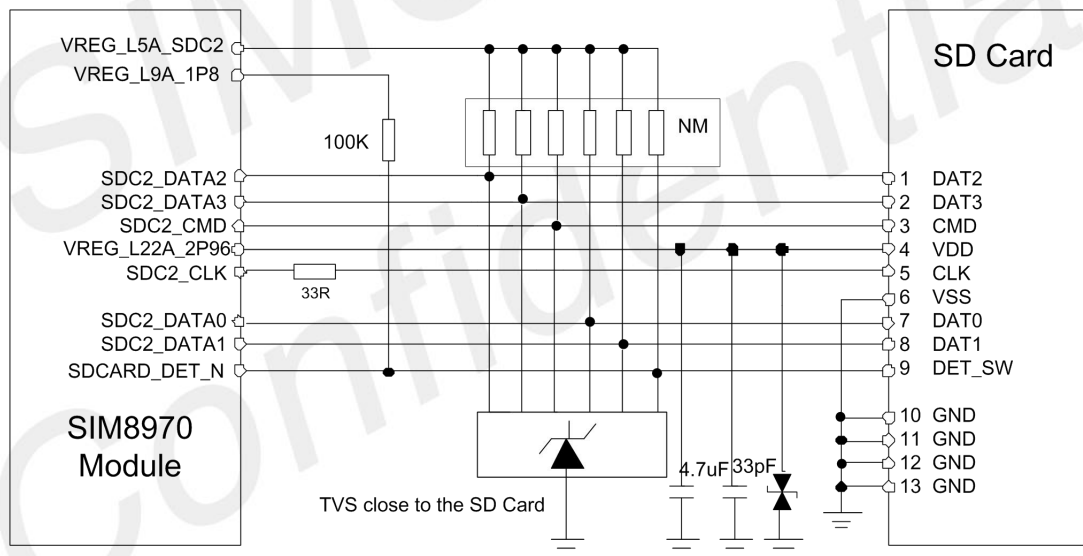 VREG_L5A_SDC2
VREG_L9A_1P8
SDC2_DATA2
SDC2_DATA3
SDC2_CMD
VREG_L22A_2P96
SDC2_CLK
SDC2_DATA0
SDC2_DATA1
SDCARD_DET_N
SIM8970
Module
100K
33R
NM
TVS close to the SD Card
4.7uF
33pF
SD Card
1 DAT2
2 DAT3
3 CMD
4 VDD
5 CLK
6 VSS
7 DAT0
8 DAT1
9 DET_SW
10 GND
11 GND
12 GND
13 GND